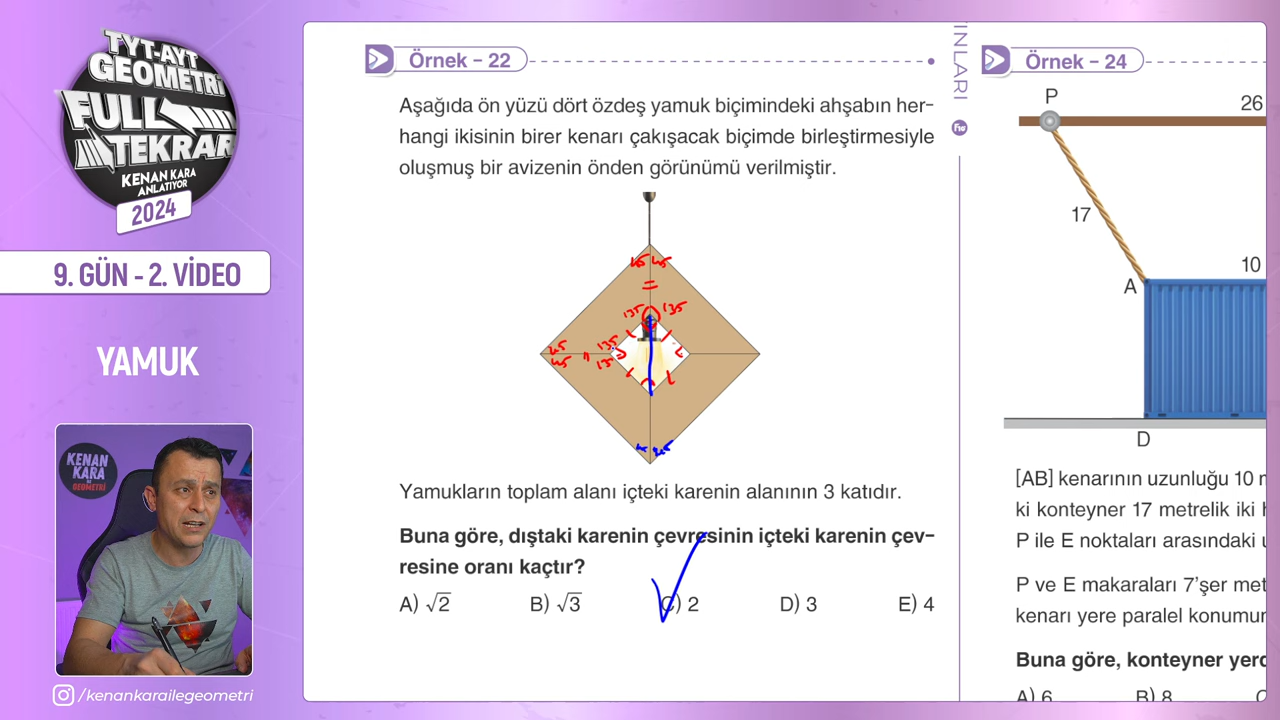 TYT-AYT
GEOMETRİ
FULL
TEKRAR
KENAN KARA
ANLATIYOR
2024
9. GÜN - 2. VİDEO
YAMUK
KENAN
KARA
ile
GEOMETRİ
/kenankarailegeometri
Örnek – 22
Aşağıda ön yüzü dört özdeş yamuk biçimindeki ahşabın her-
hangi ikisinin birer kenarı çakışacak biçimde birleştirmesiyle
oluşmuş bir avizenin önden görünümü verilmiştir.
45 45
135 135
45 135
45 135
45
Yamukların toplam alanı içteki karenin alanının 3 katıdır.
Buna göre, dıştaki karenin çevresinin içteki karenin çev-
resine oranı kaçtır?
A) √2 B) √3 C) 2 D) 3 E) 4
INLARI
Örnek – 24
P
26
17
10
A
D
[AB] kenarının uzunluğu 10
ki konteyner 17 metrelik iki
P ile E noktaları arasındaki
P ve E makaraları 7'şer
kenarı yere paralel
Buna göre, konteyner
A) 6 B) 8